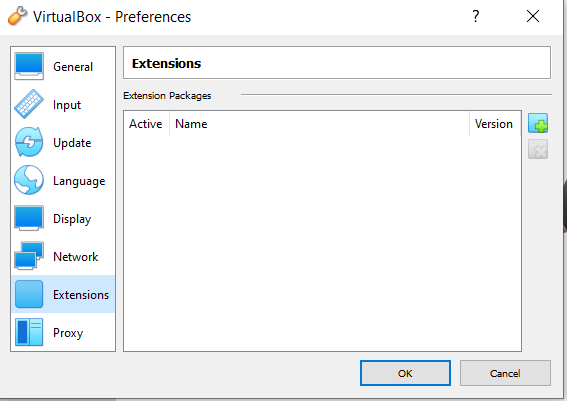 VirtualBox - Preferences
?
General
Input
Update
Language
Display
Network
Extensions
Proxy
Extensions
Extension Packages
Active Name Version
OK Cancel